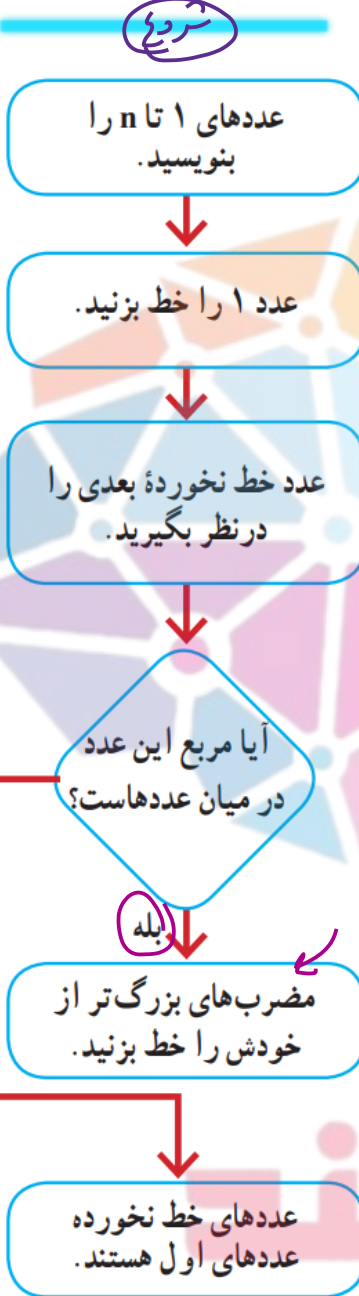 شروع
عددهای ۱ تا n را
بنویسید.
عدد ۱ را خط بزنید.
عدد خط نخوردهٔ بعدی را
درنظر بگیرید.
آیا مربع این عدد
در میان عددهاست؟
بله
مضرب‌های بزرگ‌تر از
خودش را خط بزنید.
عددهای خط نخورده
عددهای اول هستند.